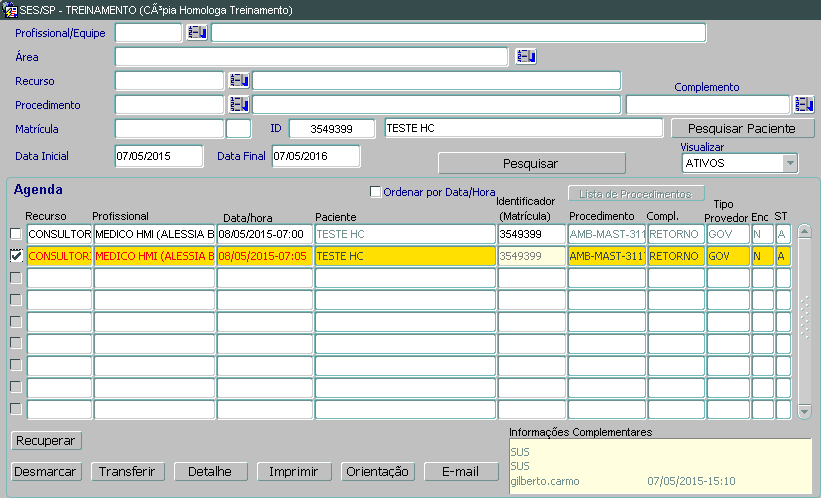 SES/SP - TREINAMENTO (CÃ³pia Homologa Treinamento)
Profissional/Equipe
Área
Recurso
Complemento
Procedimento
Matrícula ID 3549399 TESTE HC Pesquisar Paciente
Visualizar
Data Inicial 07/05/2015 Data Final 07/05/2016 Pesquisar ATIVOS
Agenda Ordenar por Data/Hora Lista de Procedimentos
Recurso Profissional Data/hora Paciente Identificador (Matrícula) Procedimento Compl. Tipo Provedor Enc ST
CONSULTOR MEDICO HMI (ALESSIA B 08/05/2015-07:00 TESTE HC 3549399 AMB-MAST-311 RETORNO GOV N A
CONSULTOR MEDICO HMI (ALESSIA B 08/05/2015-07:05 TESTE HC 3549399 AMB-MAST-311 RETORNO GOV N A
Recuperar Informações Complementares
SUS
SUS
Desmarcar Transferir Detalhe Imprimir Orientação E-mail gilberto.carmo 07/05/2015-15:10